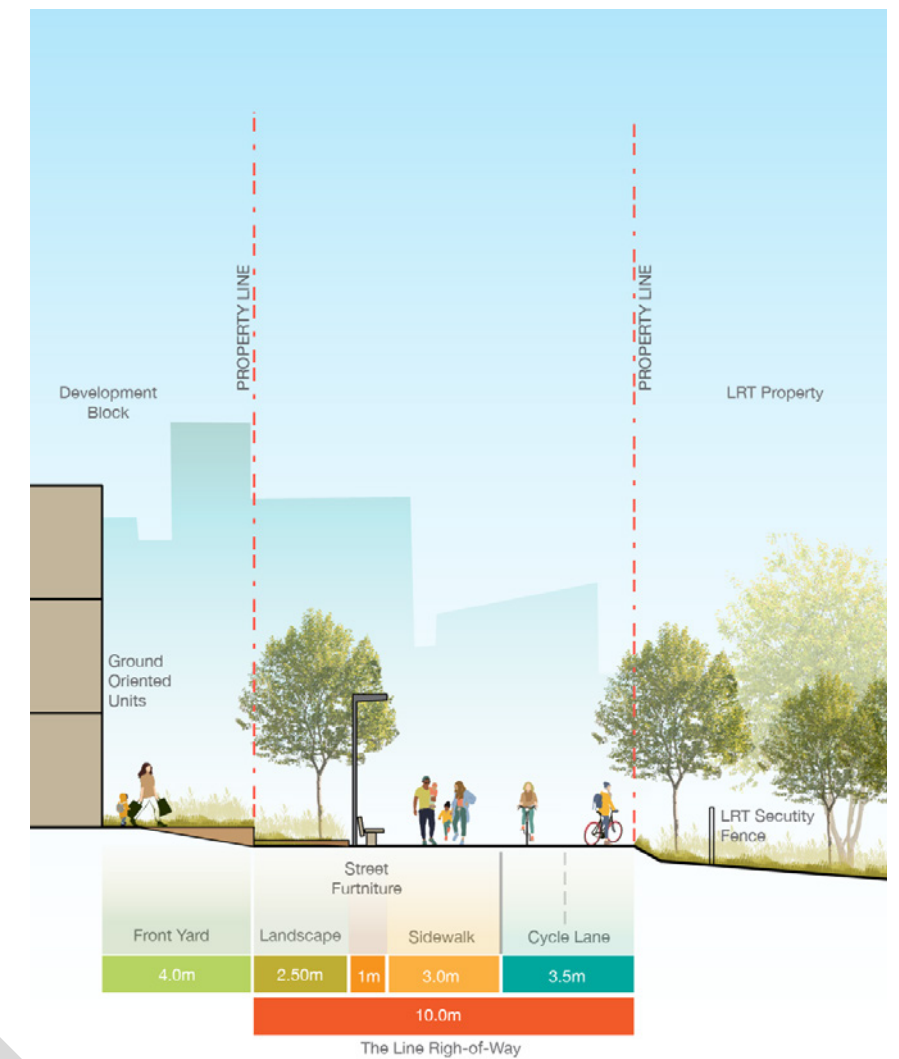 PROPERTY LINE
PROPERTY LINE
Development
Block
LRT Property
Ground
Oriented
Units
LRT Secutity
Fence
Street
Furtniture
Front Yard
Landscape
Sidewalk
Cycle Lane
4.0m
2.50m
1m
3.0m
3.5m
10.0m
The Line Righ-of-Way